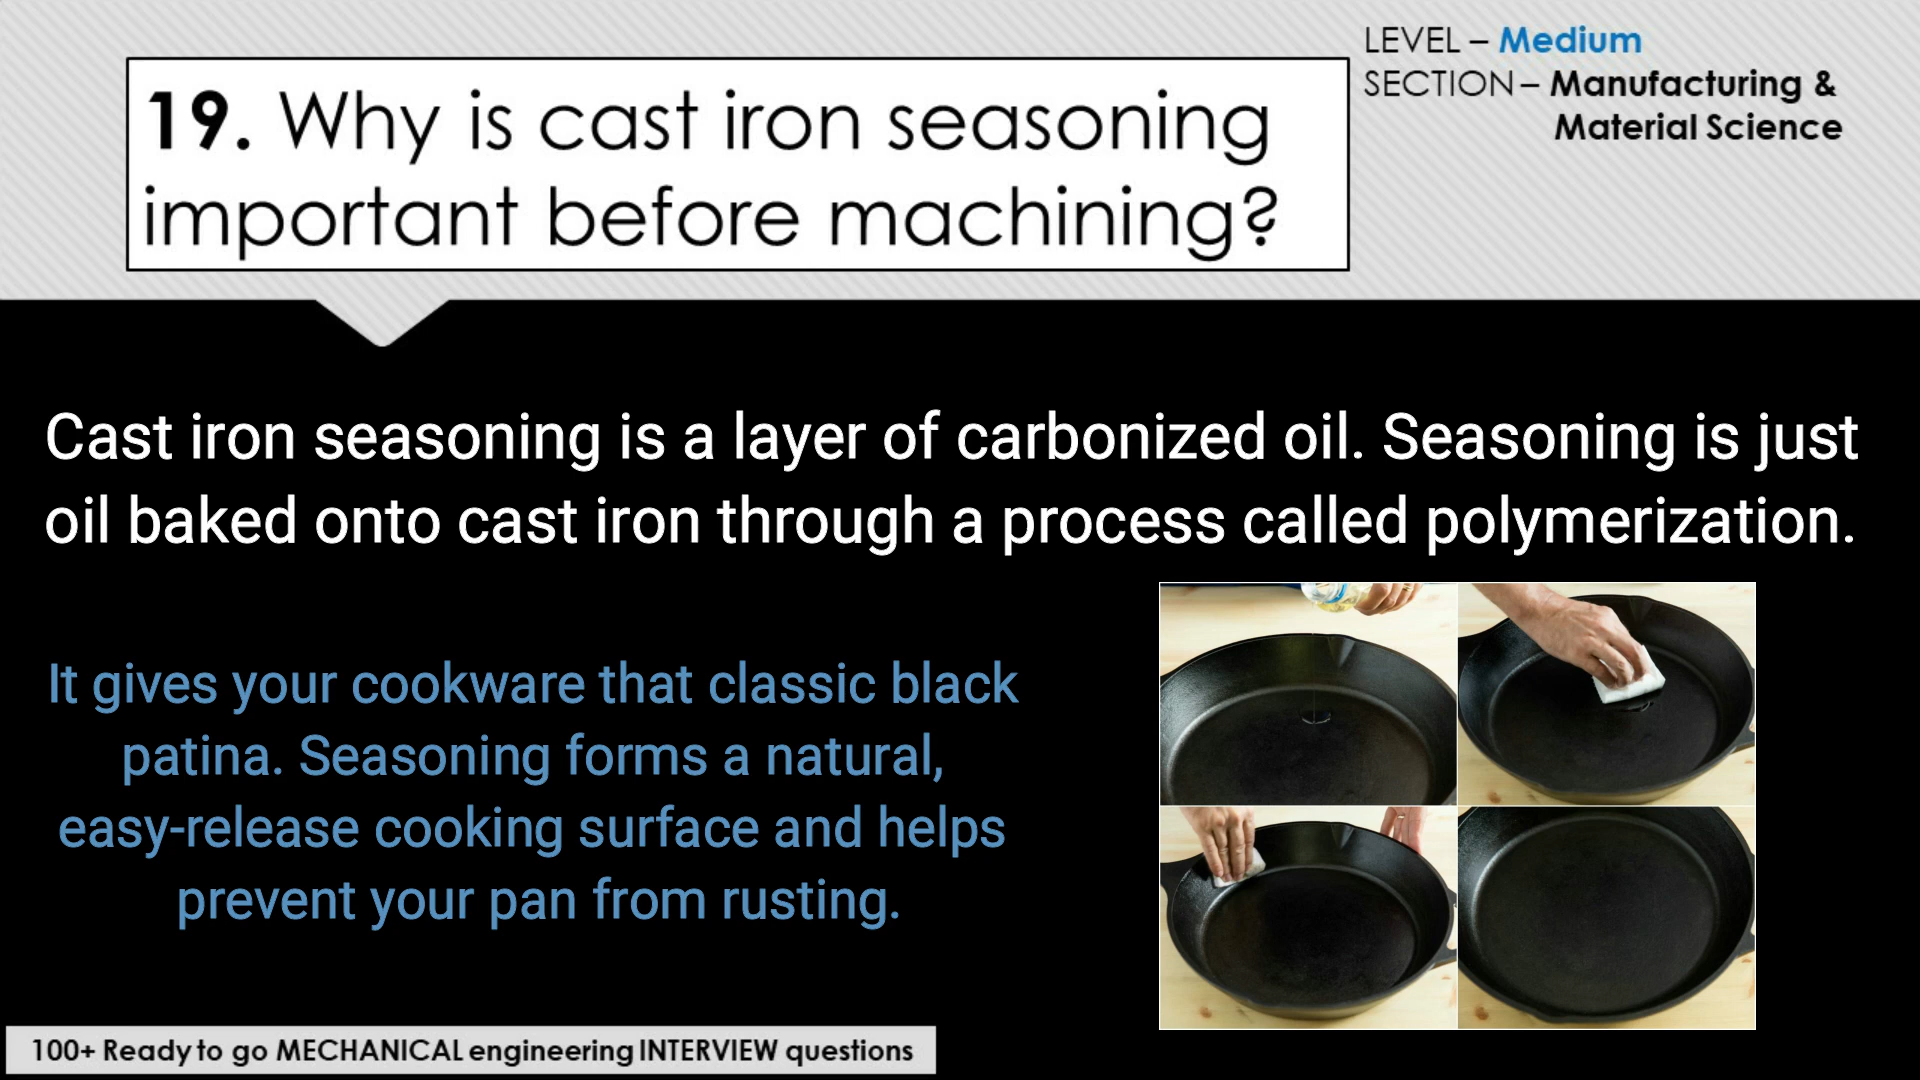 LEVEL – Medium
SECTION – Manufacturing &
Material Science
19. Why is cast iron seasoning
important before machining?
Cast iron seasoning is a layer of carbonized oil. Seasoning is just
oil baked onto cast iron through a process called polymerization.
It gives your cookware that classic black
patina. Seasoning forms a natural,
easy-release cooking surface and helps
prevent your pan from rusting.
100+ Ready to go MECHANICAL engineering INTERVIEW questions